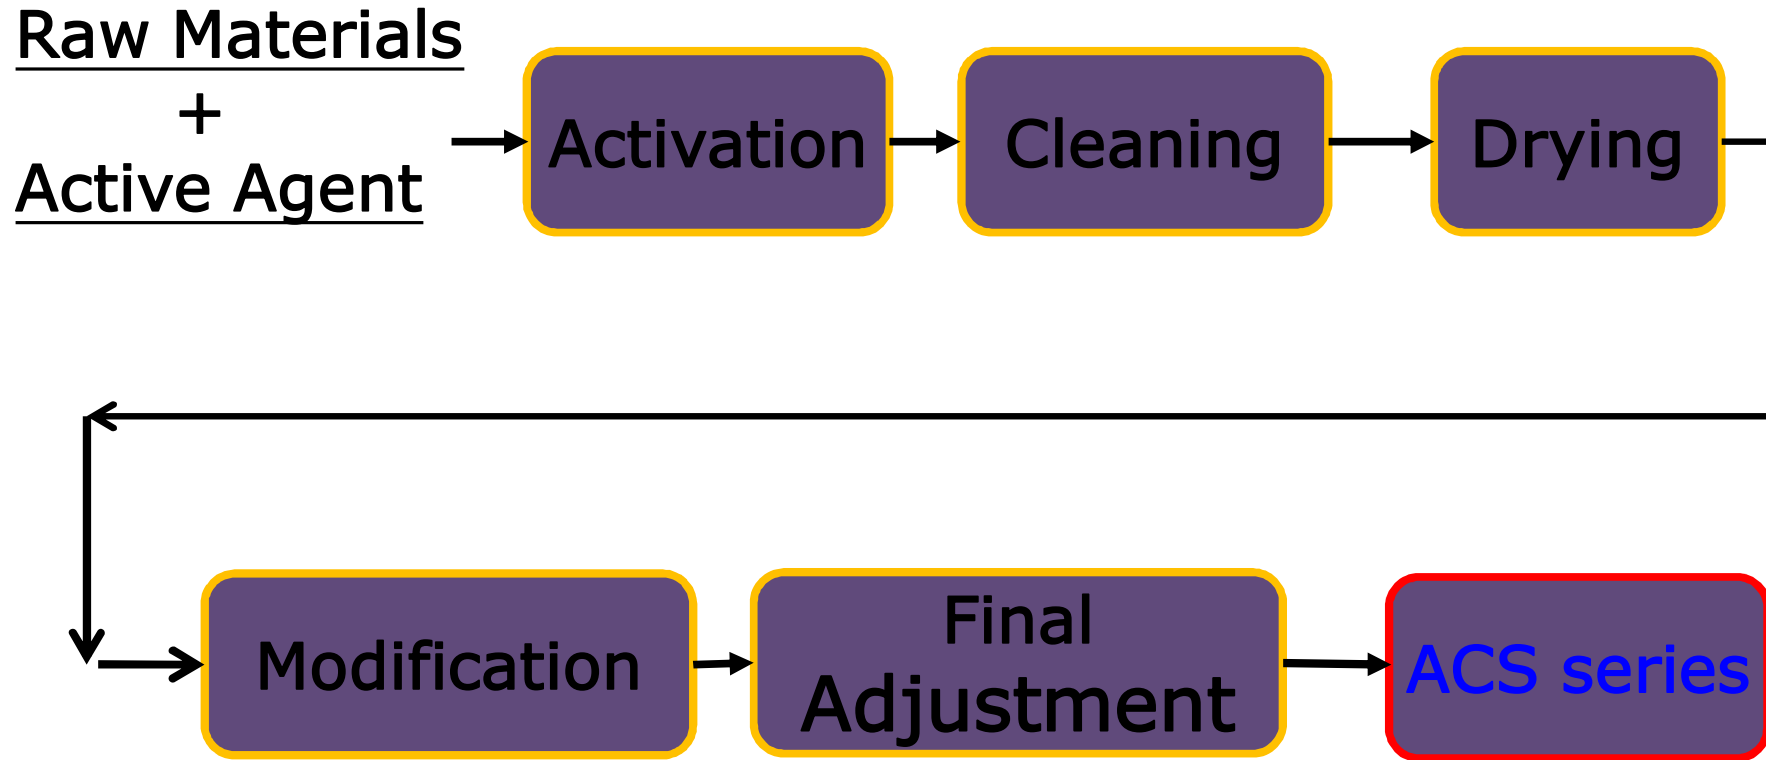 Raw Materials
+
Active Agent
Activation
Cleaning
Drying
Modification
Final
Adjustment
ACS series